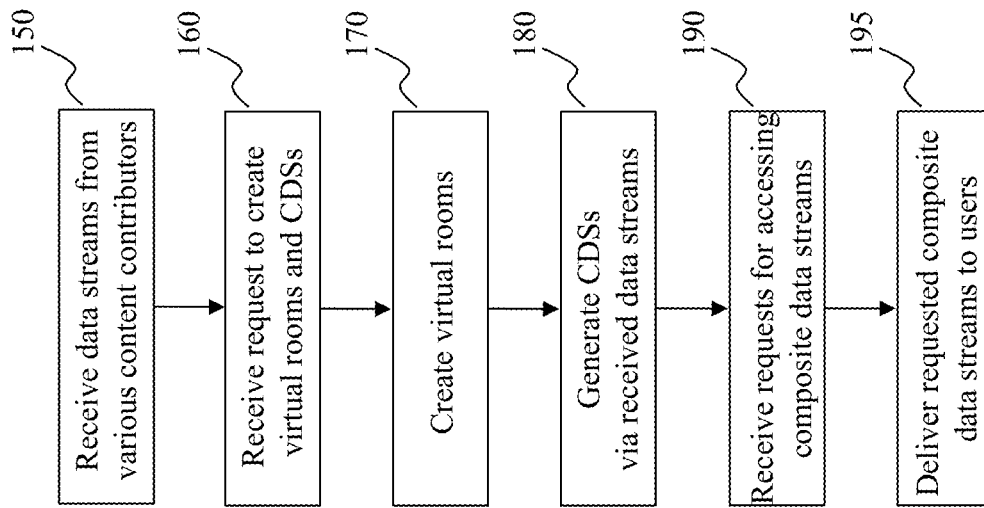 150
Receive data streams from
various content contributors
160
Receive request to create
virtual rooms and CDSs
170
Create virtual rooms
180
Generate CDSs
via received data streams
190
Receive requests for accessing
composite data streams
195
Deliver requested composite
data streams to users